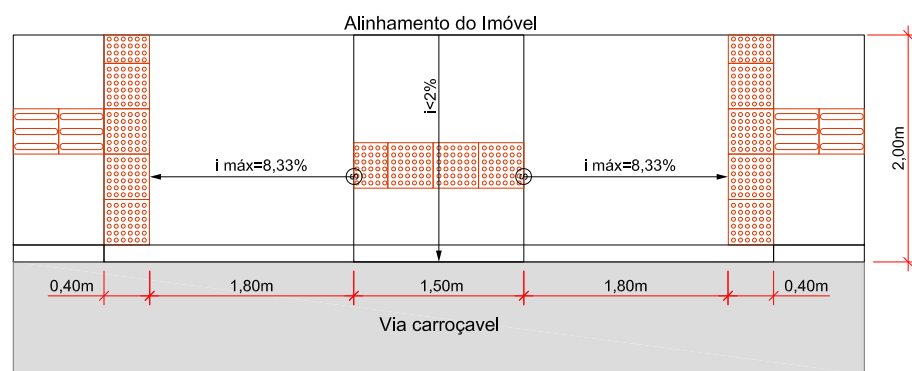 Alinhamento do Imóvel
i<2%
2,00m
i máx=8,33%
i máx=8,33%
0,40m
1,80m
1,50m
1,80m
0,40m
Via carroçavel